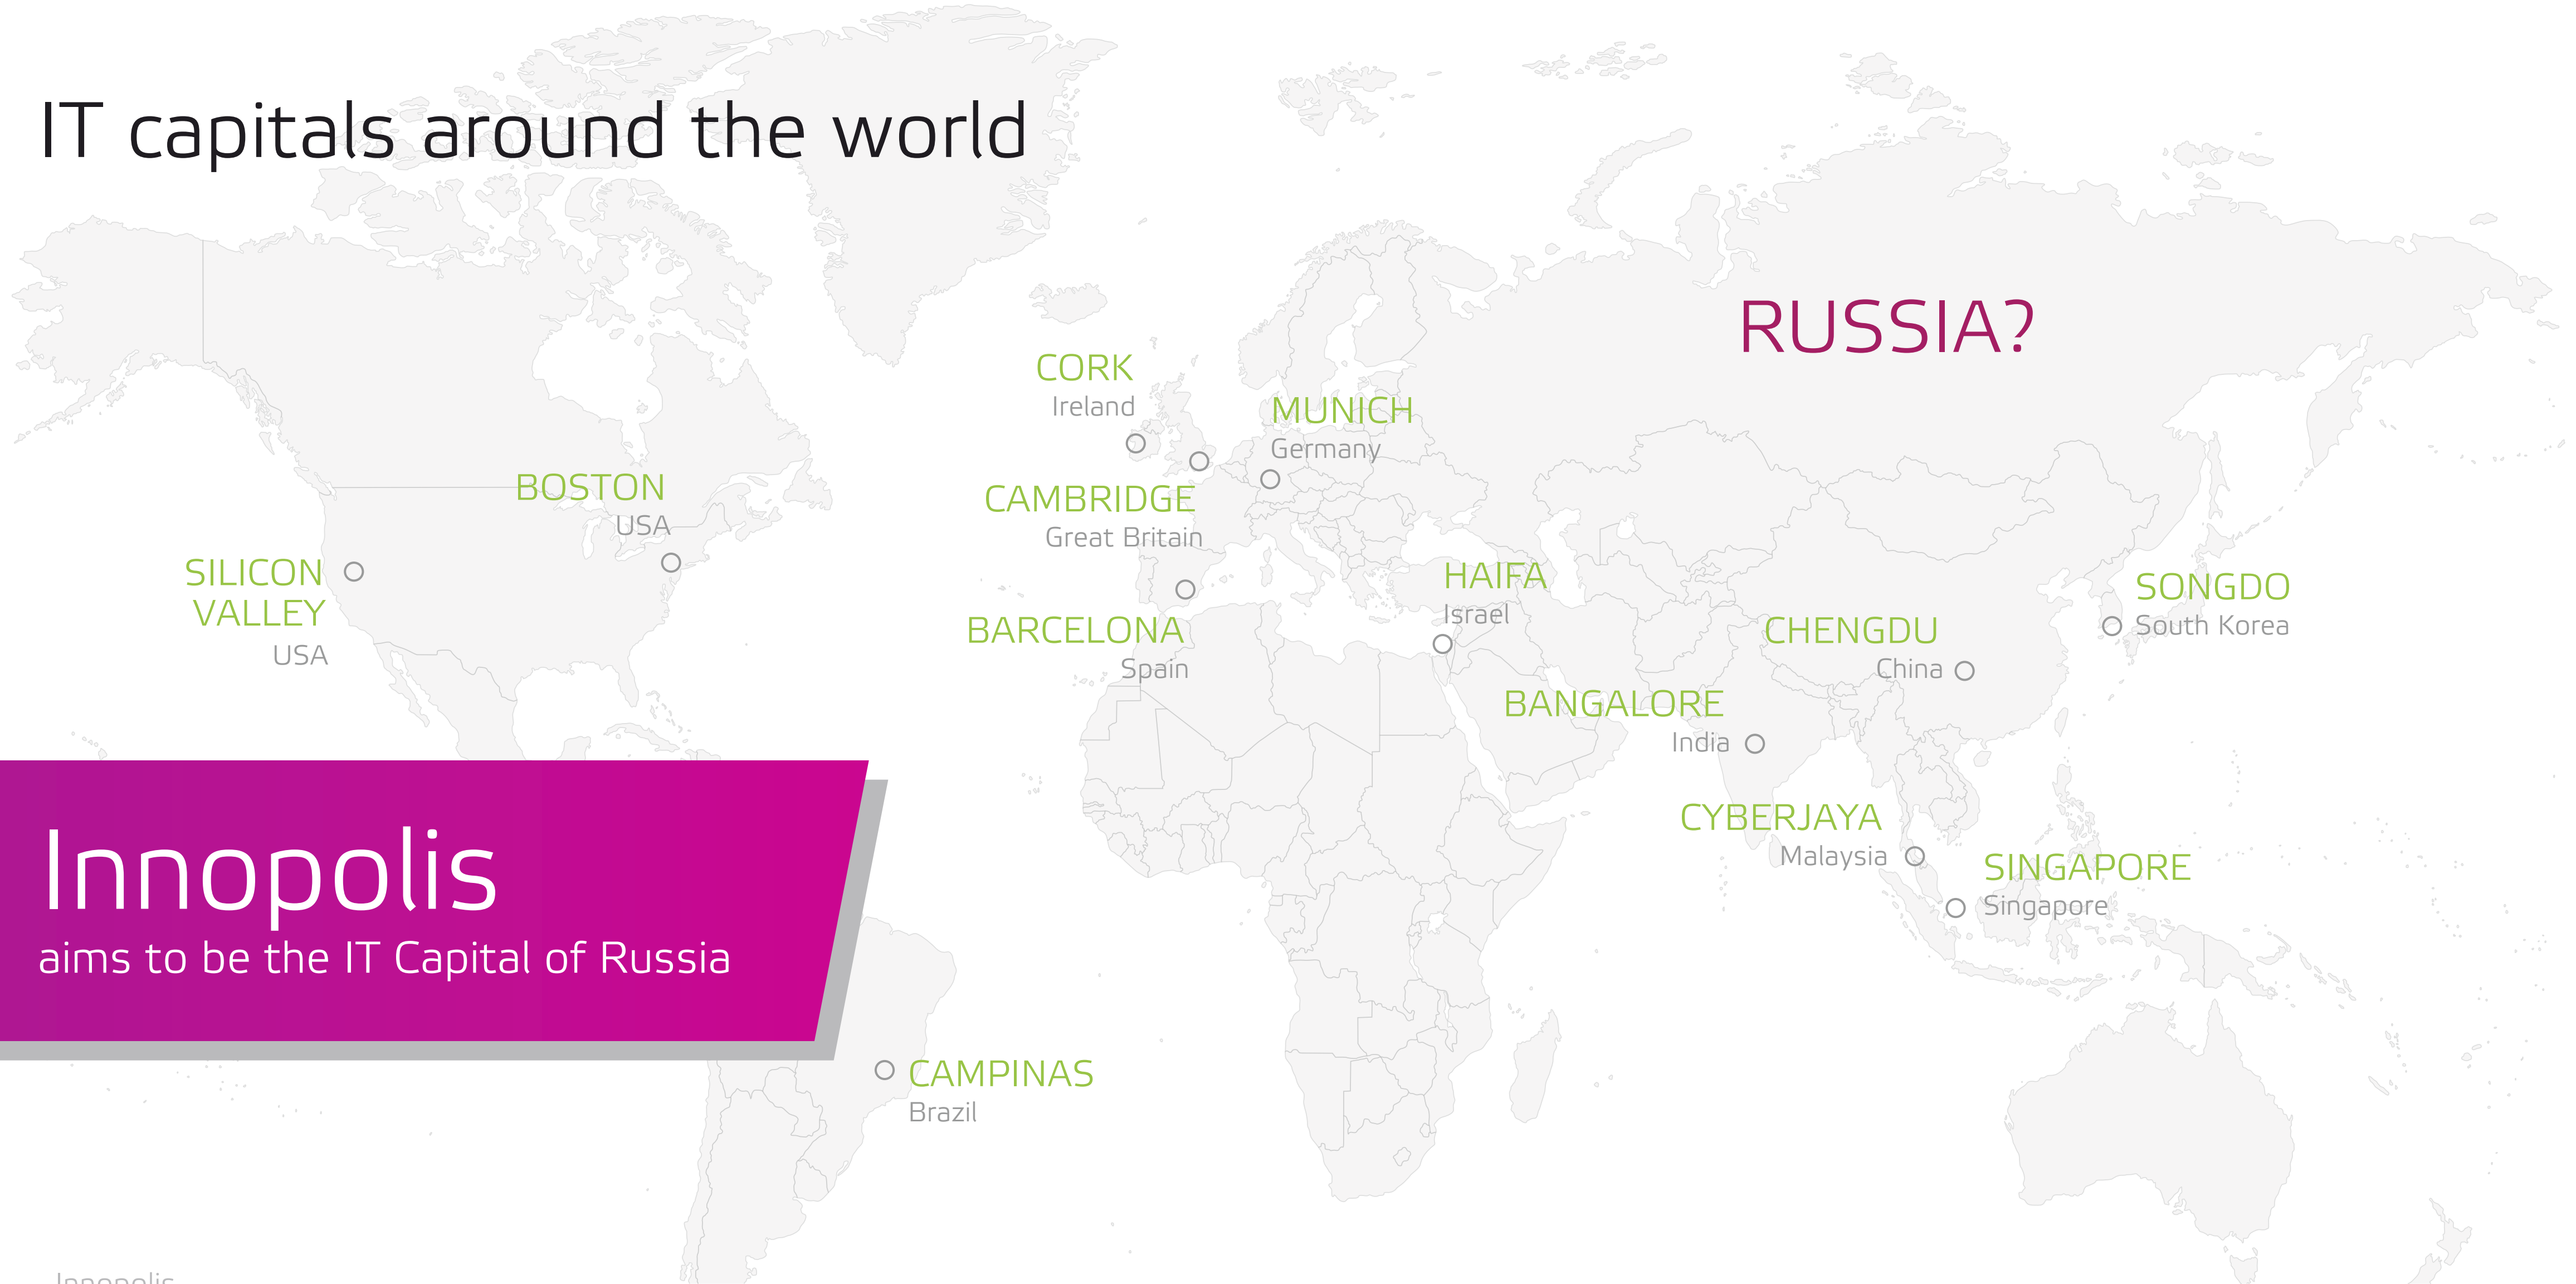 IT capitals around the world
RUSSIA?
CORK
Ireland
MUNICH
Germany
BOSTON
USA
CAMBRIDGE
Great Britain
SILICON
VALLEY
USA
HAIFA
Israel
BARCELONA
Spain
SONGDO
South Korea
CHENGDU
China
BANGALORE
India
CYBERJAYA
Malaysia
SINGAPORE
Singapore
Innopolis
aims to be the IT Capital of Russia
CAMPINAS
Brazil
Innopolis